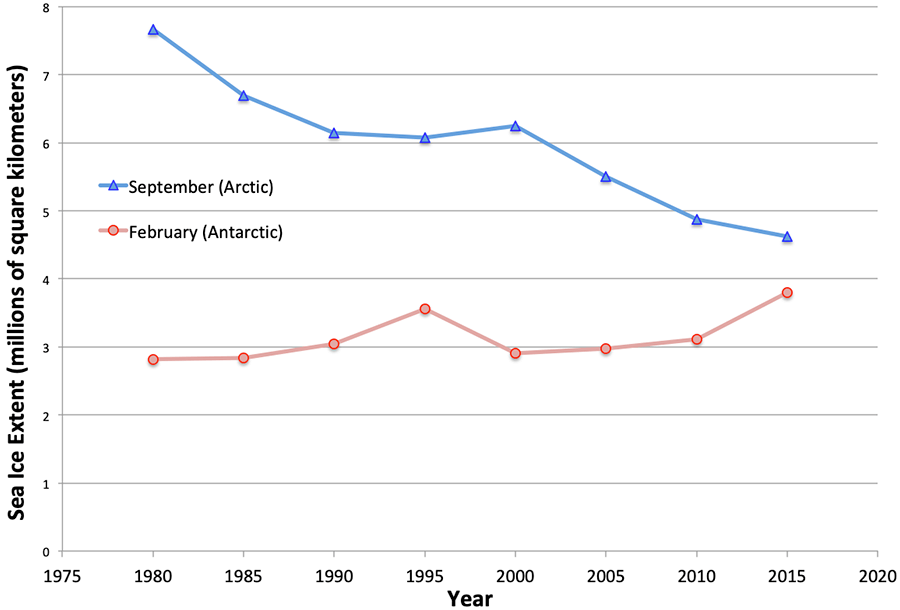 Sea Ice Extent (millions of square kilometers)
8
7
6
5
4
3
2
1
0
September (Arctic)
February (Antarctic)
1975 1980 1985 1990 1995 2000 2005 2010 2015 2020
Year